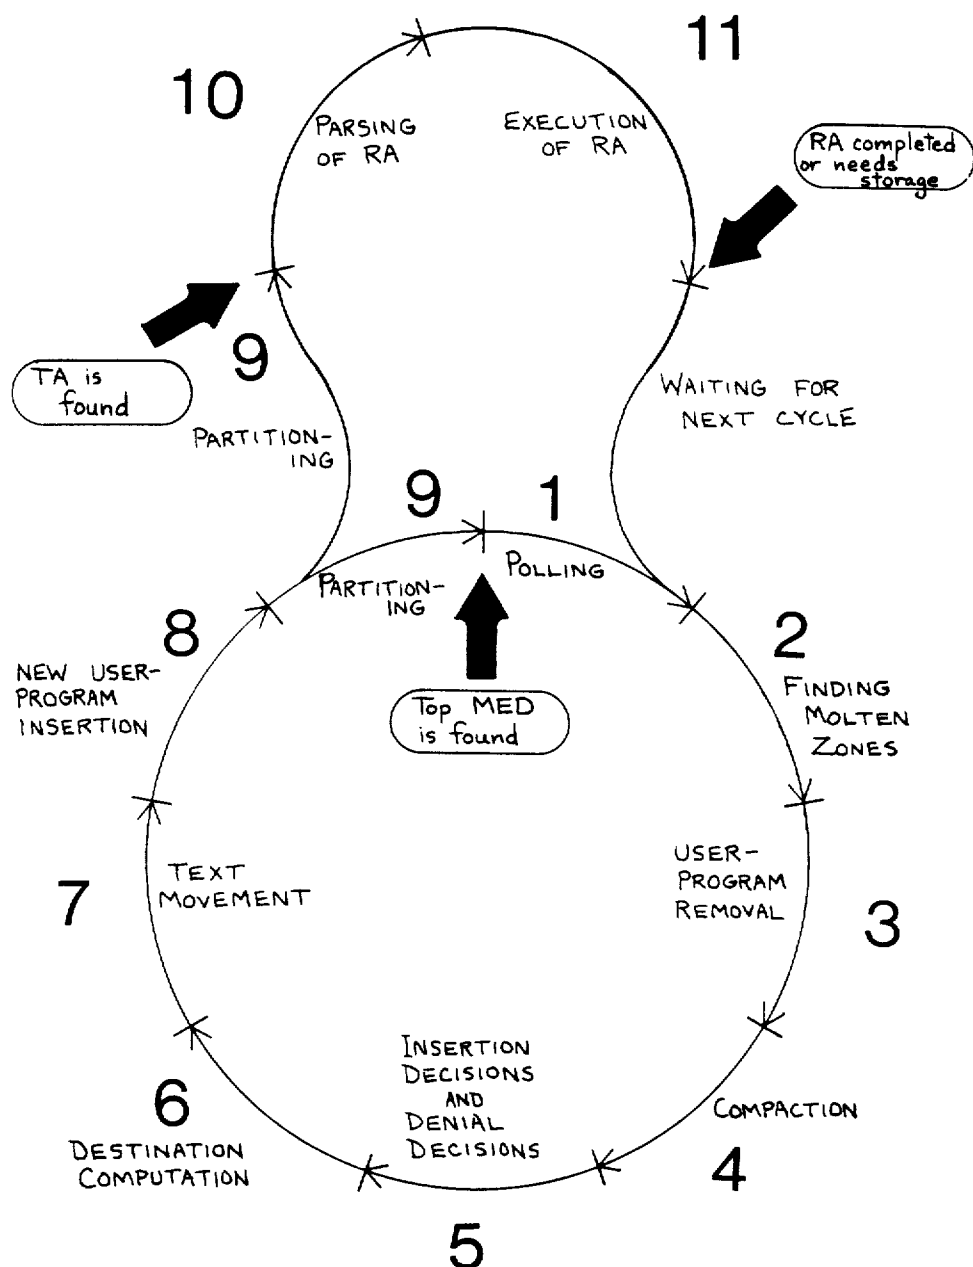 10
11
PARSING
OF RA
EXECUTION
OF RA
RA completed
or needs
storage
9
TA is
found
PARTITION-
ING
WAITING FOR
NEXT CYCLE
9
1
PARTITION-
ING
POLLING
8
2
NEW USER-
PROGRAM
INSERTION
Top MED
is found
FINDING
MOLTEN
ZONES
7
TEXT
MOVEMENT
USER-
PROGRAM
REMOVAL
3
6
DESTINATION
COMPUTATION
INSERTION
DECISIONS
AND
DENIAL
DECISIONS
COMPACTION
4
5